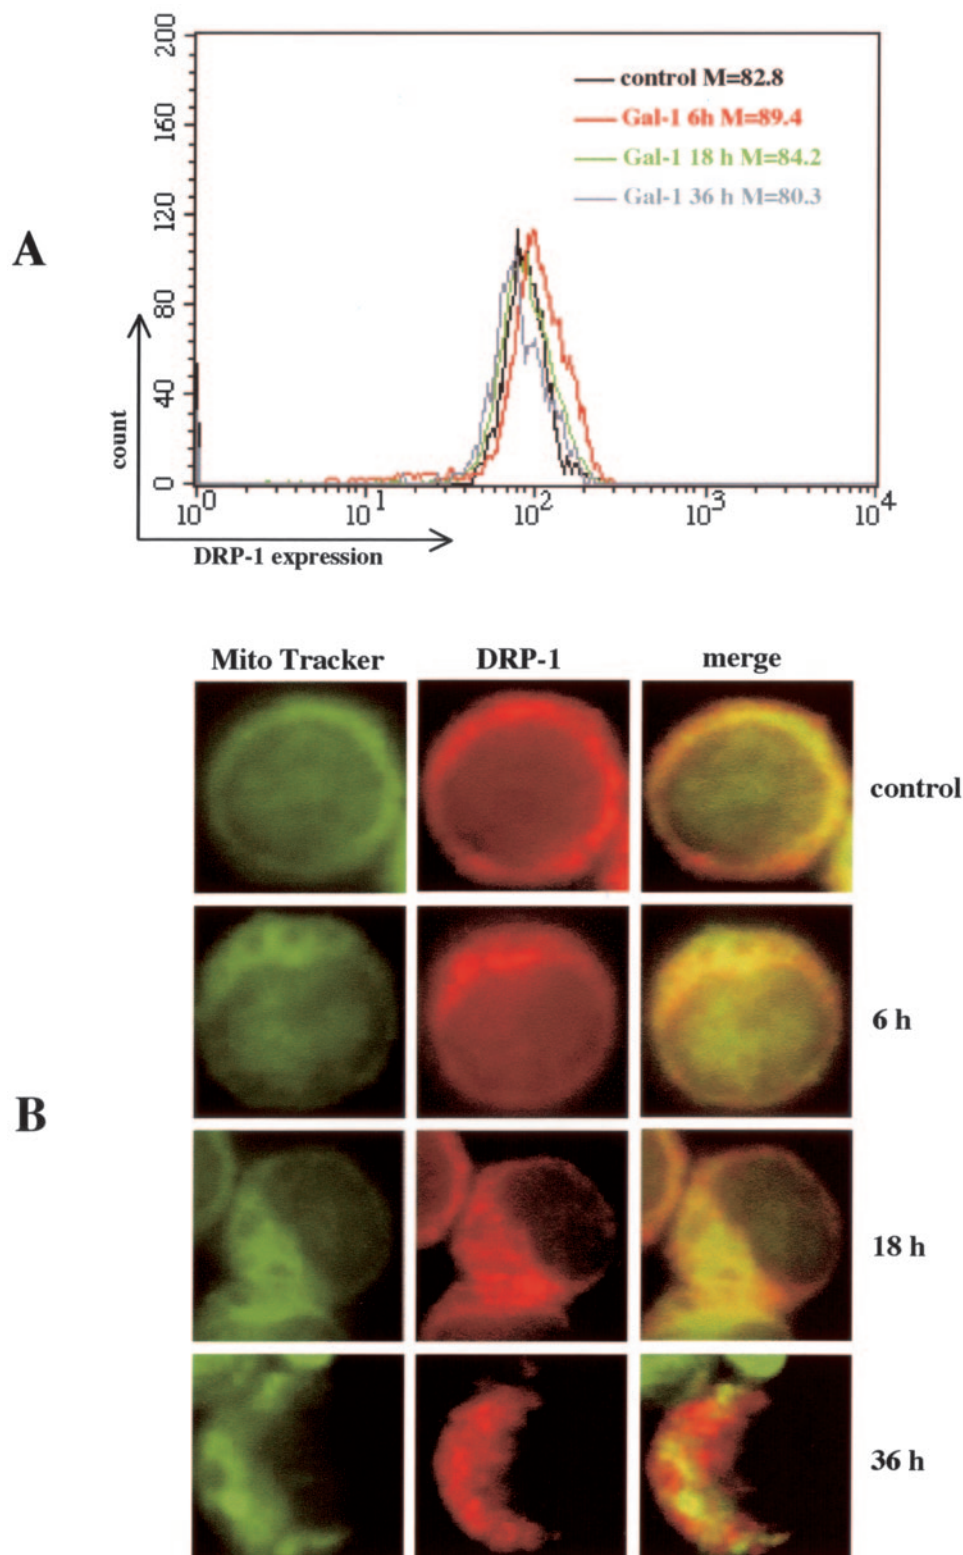 A
200
160
120
80
40
0
count
control M=82.8
Gal-1 6h M=89.4
Gal-1 18 h M=84.2
Gal-1 36 h M=80.3
10^0 10^1 10^2 10^3 10^4
DRP-1 expression
B
Mito Tracker DRP-1 merge
control
6 h
18 h
36 h